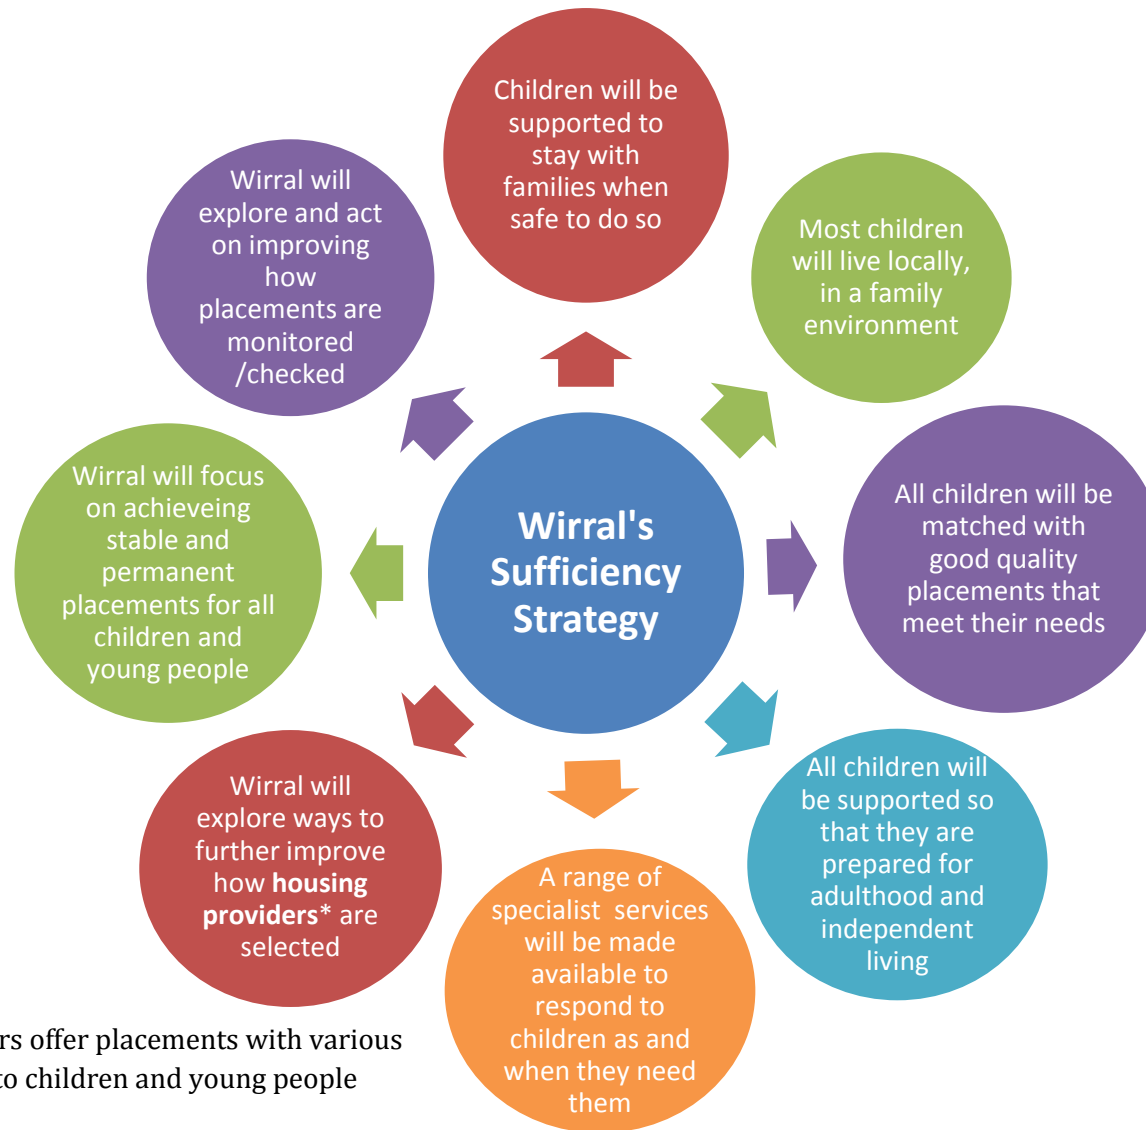 Children will be
supported to
stay with
families when
safe to do so
Most children
will live locally,
in a family
environment
All children will be
matched with
good quality
placements that
meet their needs
All children will
be supported so
that they are
prepared for
adulthood and
independent
living
A range of
specialist services
will be made
available to
respond to
children as and
when they need
them
Wirral will
explore ways to
further improve
how housing
providers* are
selected
Wirral will focus
on achieveing
stable and
permanent
placements for all
children and
young people
Wirral will
explore and act
on improving
how
placements are
monitored
/checked
Wirral's
Sufficiency
Strategy
offer placements with various
to children and young people